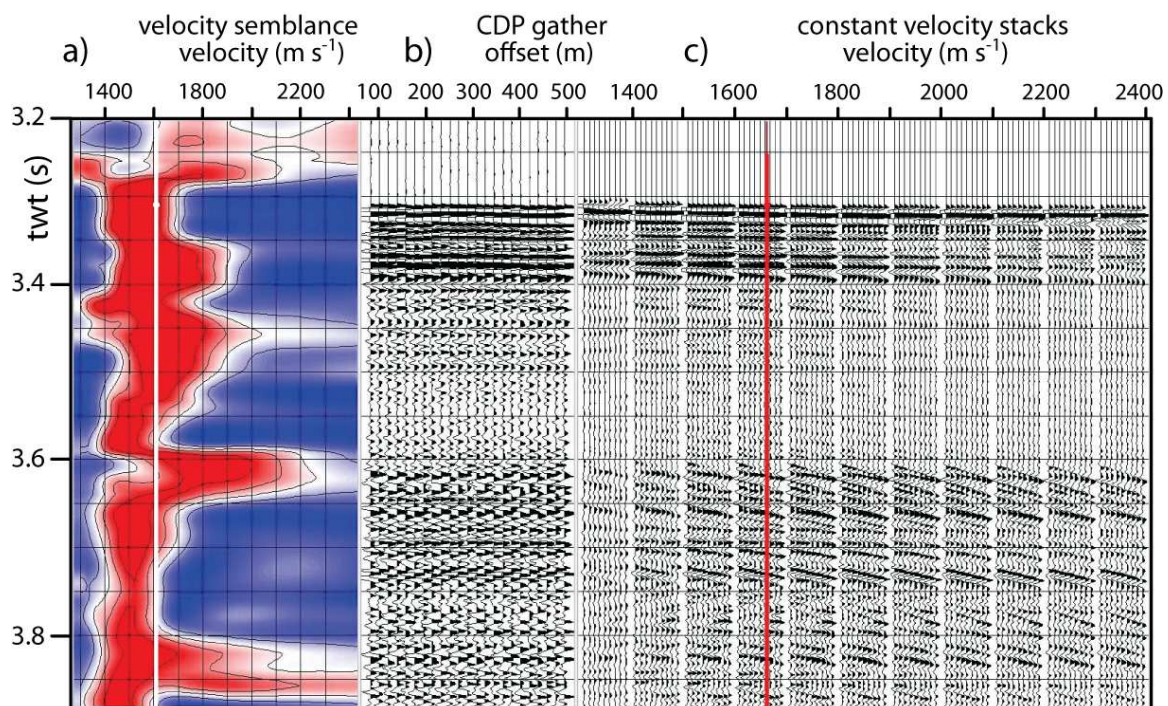 a)
velocity semblance
velocity (m s⁻¹)
1400 1800 2200
b)
CDP gather
offset (m)
100 200 300 400 500
c)
constant velocity stacks
velocity (m s⁻¹)
1400 1600 1800 2000 2200 2400
twt (s)
3.2
3.4
3.6
3.8